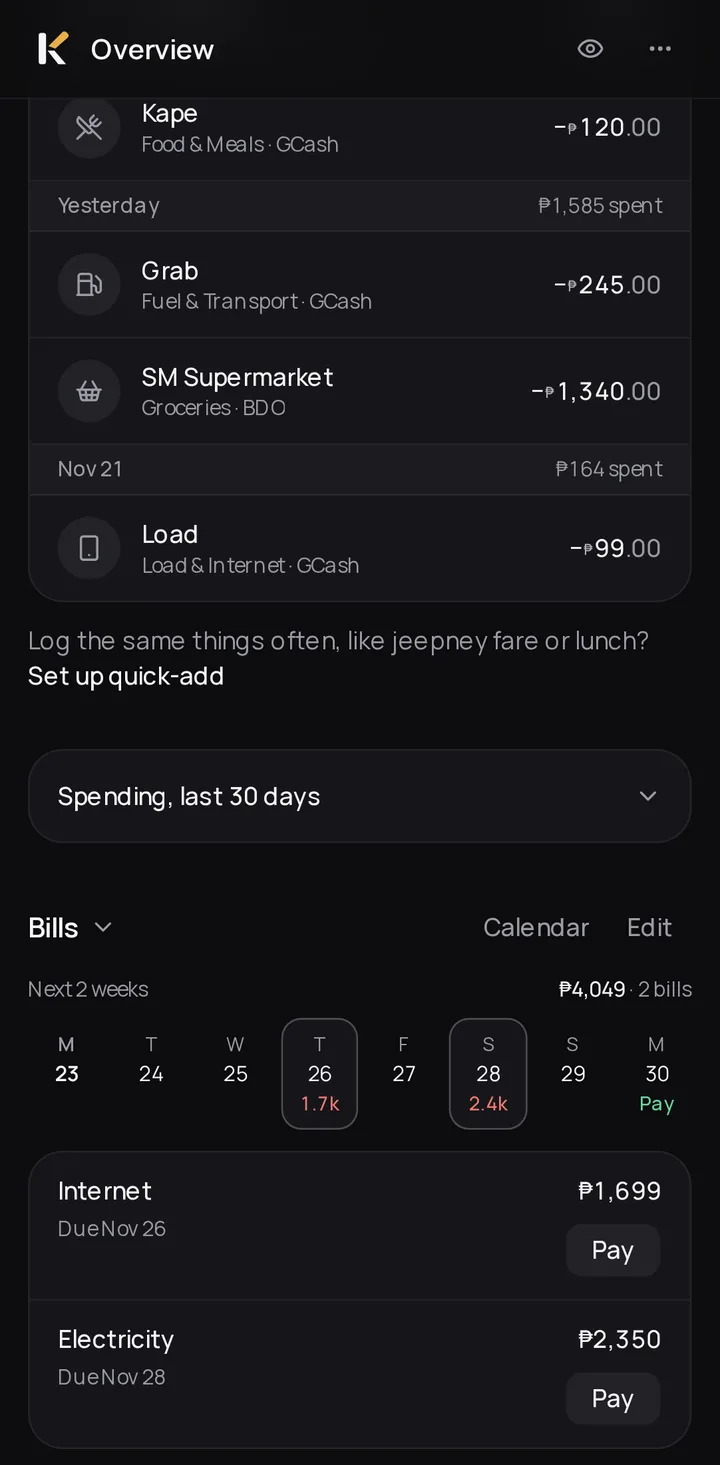 Overview
Kape
−₱120.00
Food & Meals · GCash
Yesterday
₱1,585 spent
Grab
−₱245.00
Fuel & Transport · GCash
SM Supermarket
−₱1,340.00
Groceries · BDO
Nov 21
₱164 spent
Load
−₱99.00
Load & Internet · GCash
Log the same things often, like jeepney fare or lunch?
Set up quick-add
Spending, last 30 days
Bills
Calendar
Edit
Next 2 weeks
₱4,049 · 2 bills
M T W T F S S M
23 24 25 26 27 28 29 30
1.7k 2.4k Pay
Internet
₱1,699
Due Nov 26
Pay
Electricity
₱2,350
Due Nov 28
Pay